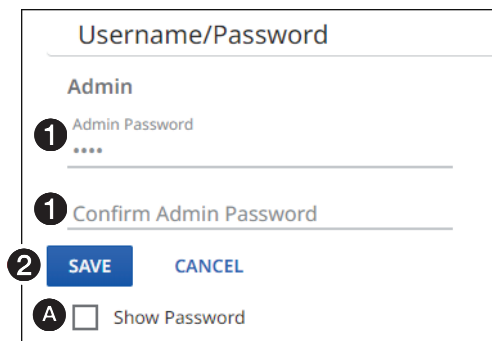 Username/Password
Admin
1 Admin Password
••••
1 Confirm Admin Password
2 SAVE CANCEL
A Show Password